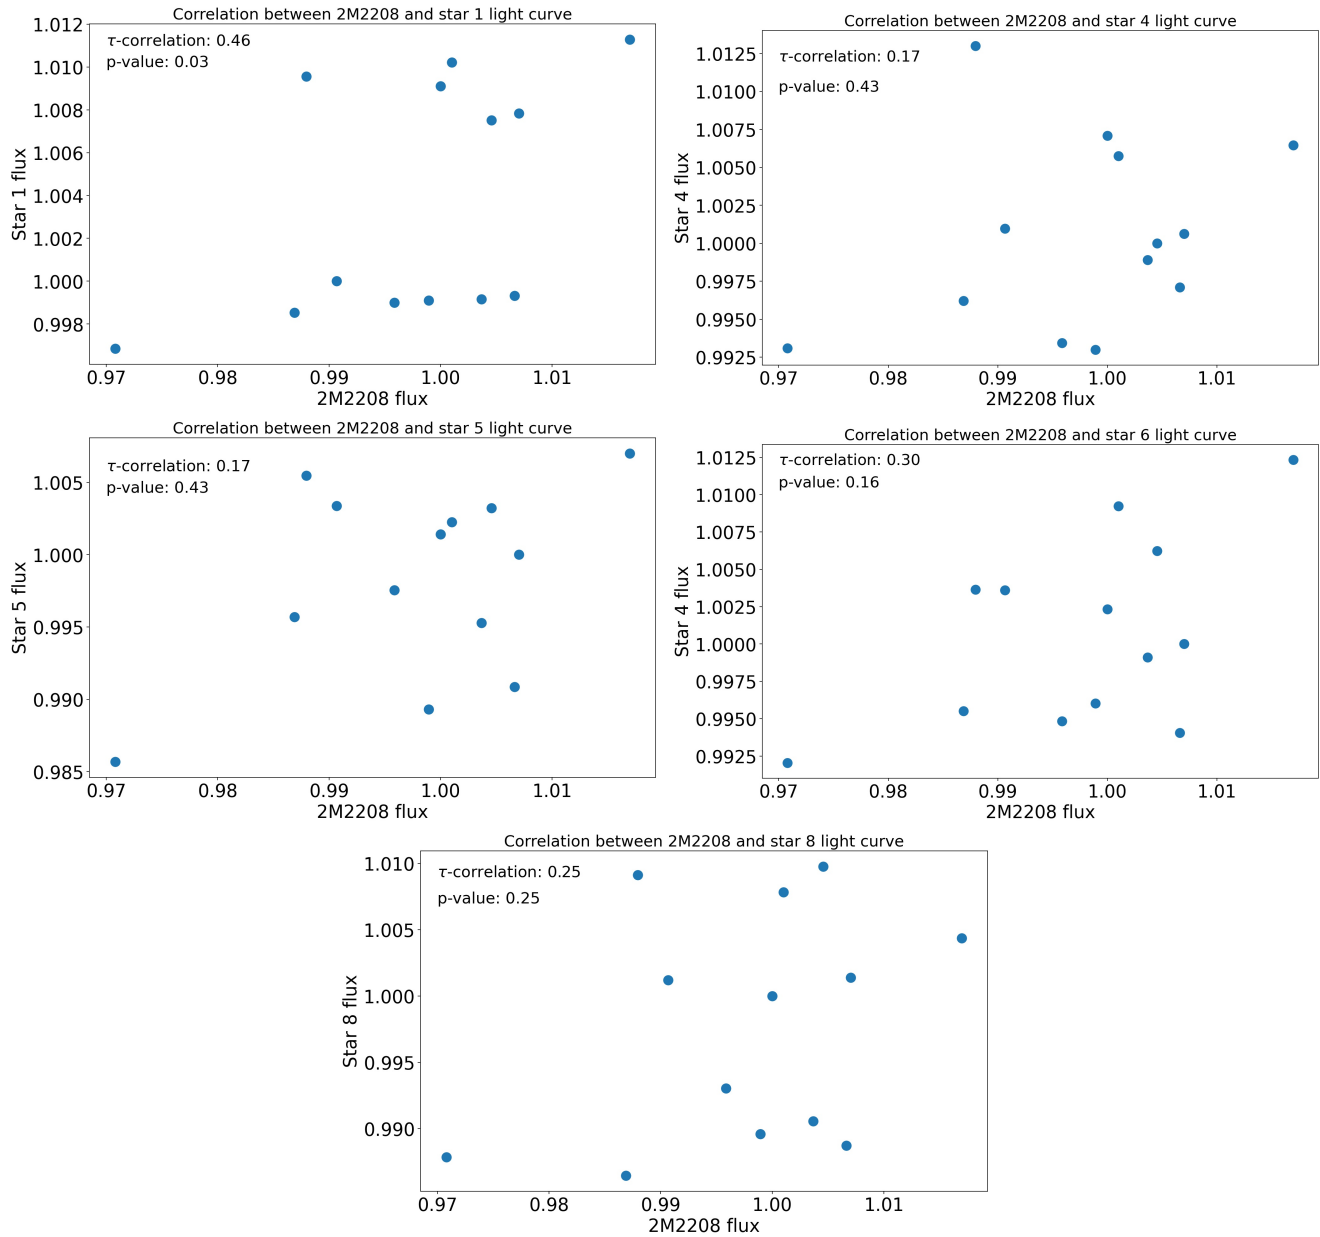 Correlation between 2M2208 and star 1 light curve
τ-correlation: 0.46
p-value: 0.03
1.012
1.010
1.008
1.006
1.004
1.002
1.000
0.998
Star 1 flux
0.97 0.98 0.99 1.00 1.01
2M2208 flux
Correlation between 2M2208 and star 4 light curve
τ-correlation: 0.17
p-value: 0.43
1.0125
1.0100
1.0075
1.0050
1.0025
1.0000
0.9975
0.9950
0.9925
Star 4 flux
0.97 0.98 0.99 1.00 1.01
2M2208 flux
Correlation between 2M2208 and star 5 light curve
τ-correlation: 0.17
p-value: 0.43
1.005
1.000
0.995
0.990
0.985
Star 5 flux
0.97 0.98 0.99 1.00 1.01
2M2208 flux
Correlation between 2M2208 and star 6 light curve
τ-correlation: 0.30
p-value: 0.16
1.0125
1.0100
1.0075
1.0050
1.0025
1.0000
0.9975
0.9950
0.9925
Star 4 flux
0.97 0.98 0.99 1.00 1.01
2M2208 flux
Correlation between 2M2208 and star 8 light curve
τ-correlation: 0.25
p-value: 0.25
1.010
1.005
1.000
0.995
0.990
Star 8 flux
0.97 0.98 0.99 1.00 1.01
2M2208 flux